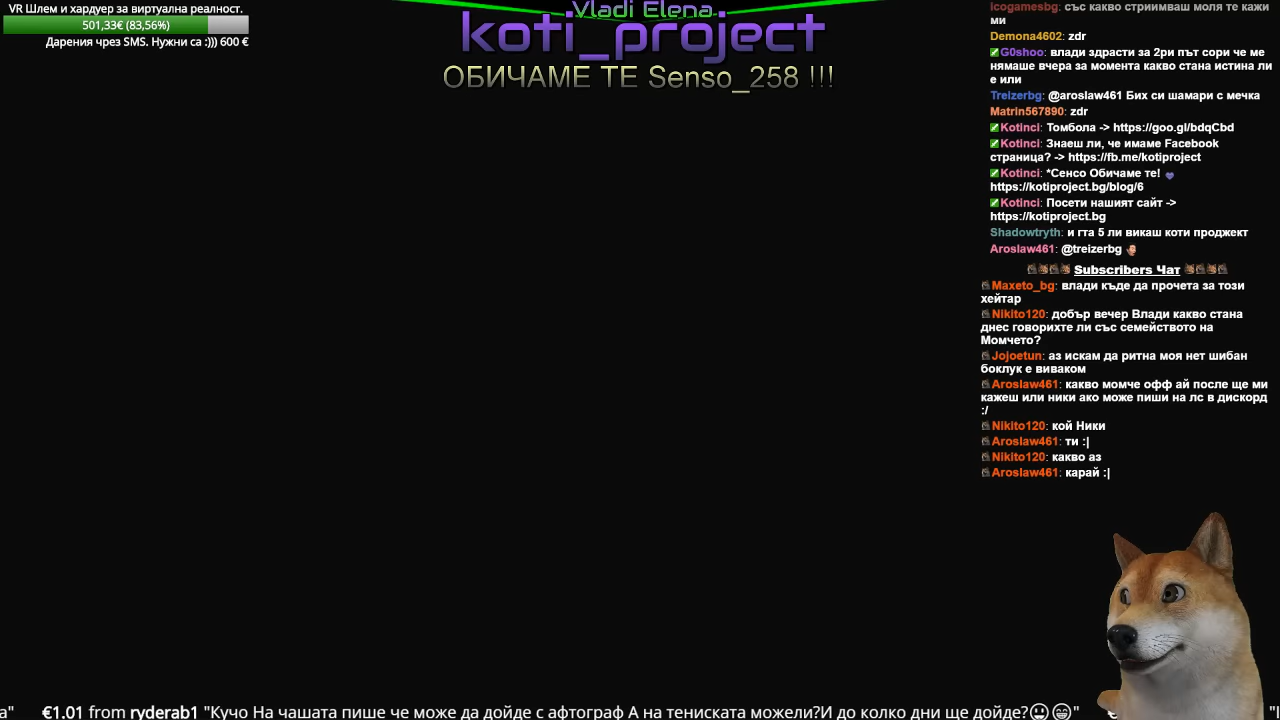 VR Шлем и хардуер за виртуална реалност.
501,33€ (83,56%)
Дарения чрез SMS. Нужни са :))) 600 €
Vladi Elena
koti_project
ОБИЧАМЕ ТЕ Senso_258 !!!
Icogamesbg: със какво стриимваш моля те кажи
ми
Demona4602: zdr
G0shoo: влади здрасти за 2ри път сори че ме
нямаше вчера за момента какво стана истина ли
е или
Treizerbg: @aroslaw461 Бих си шамари с мечка
Matrin567890: zdr
Kotinci: Томбола -> https://goo.gl/bdqCbd
Kotinci: Знаеш ли, че имаме Facebook
страница? -> https://fb.me/kotiproject
Kotinci: *Сенсо Обичаме те! 💜
https://kotiproject.bg/blog/6
Kotinci: Посети нашият сайт ->
https://kotiproject.bg
Shadowtryth: и гта 5 ли викаш коти проджект
Aroslaw461: @treizerbg
Subscribers Чат
Maxeto_bg: влади къде да прочета за този
хейтар
Nikito120: добър вечер Влади какво стана
днес говорихте ли със семейството на
Момчето?
Jojoetun: аз искам да ритна моя нет шибан
боклук е виваком
Aroslaw461: какво момче офф ай после ще ми
кажеш или ники ако може пиши на лс в дискорд
:/
Nikito120: кой Ники
Aroslaw461: ти :|
Nikito120: какво аз
Aroslaw461: карай :|
а" €1.01 from ryderab1 "Кучо На чашата пише че може да дойде с афтограф А на тениската можели?И до колко дни ще дойде?😃😁"